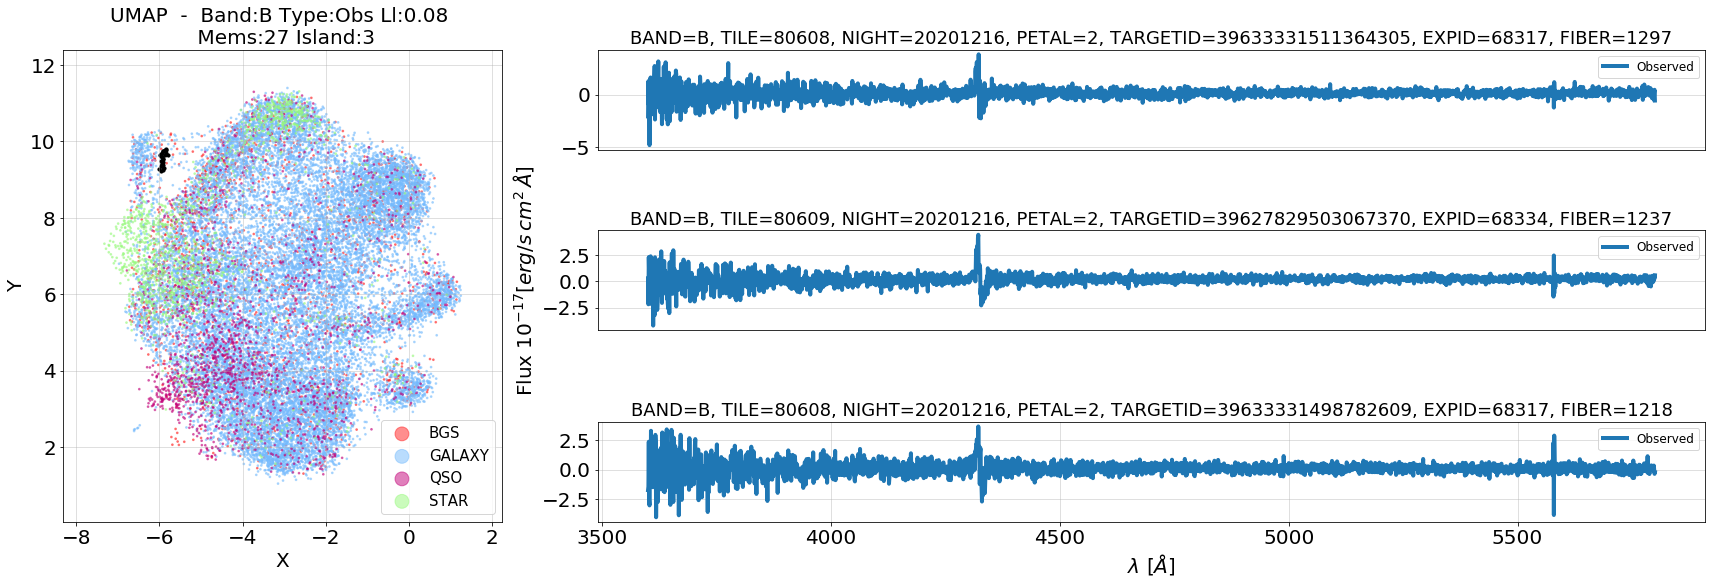 UMAP - Band:B Type:Obs Ll:0.08
Mems:27 Island:3
12
10
8
6
4
2
Y
−8
−6
−4
−2
0
2
X
BGS
GALAXY
QSO
STAR
Flux 10^{−17}[erg/s cm^2 Å]
BAND=B, TILE=80608, NIGHT=20201216, PETAL=2, TARGETID=39633331511364305, EXPID=68317, FIBER=1297
Observed
0
−5
BAND=B, TILE=80609, NIGHT=20201216, PETAL=2, TARGETID=39627829503067370, EXPID=68334, FIBER=1237
Observed
2.5
0.0
−2.5
BAND=B, TILE=80608, NIGHT=20201216, PETAL=2, TARGETID=39633331498782609, EXPID=68317, FIBER=1218
Observed
2.5
0.0
−2.5
3500
4000
4500
5000
5500
λ [Å]